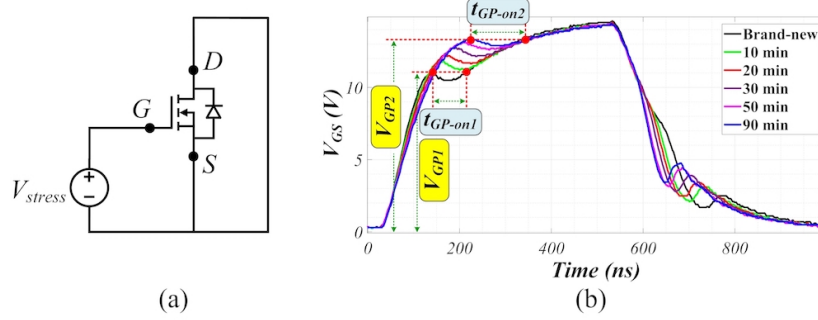 (a)
D
G
S
V_stress
+
−
t_GP-on2
V_GP2
t_GP-on1
V_GP1
Brand-new
10 min
20 min
30 min
50 min
90 min
V_GS (V)
10
5
0
0
200
400
600
800
Time (ns)
(a)
(b)